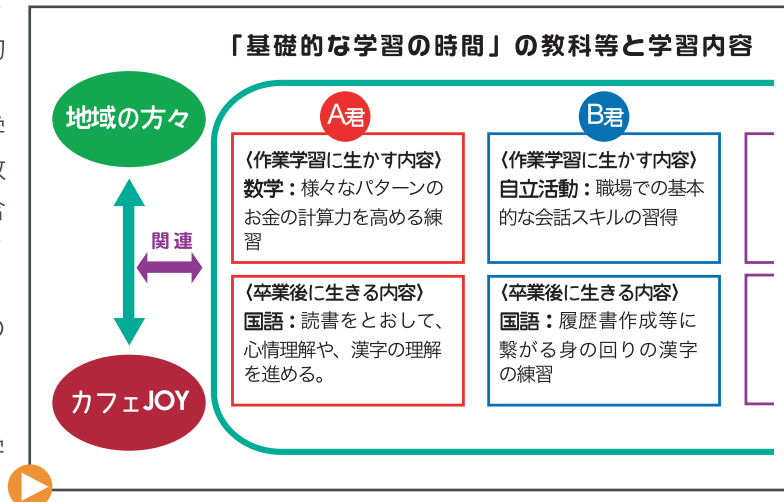 「基礎的な学習の時間」の教科等と学習内容
地域の方々
関連
カフェJOY
A君
〈作業学習に生かす内容〉
数学：様々なパターンの
お金の計算力を高める練
習
〈卒業後に生きる内容〉
国語：読書をとおして、
心情理解や、漢字の理解
を進める。
B君
〈作業学習に生かす内容〉
自立活動：職場での基本
的な会話スキルの習得
〈卒業後に生きる内容〉
国語：履歴書作成等に
繋がる身の回りの漢字
の練習